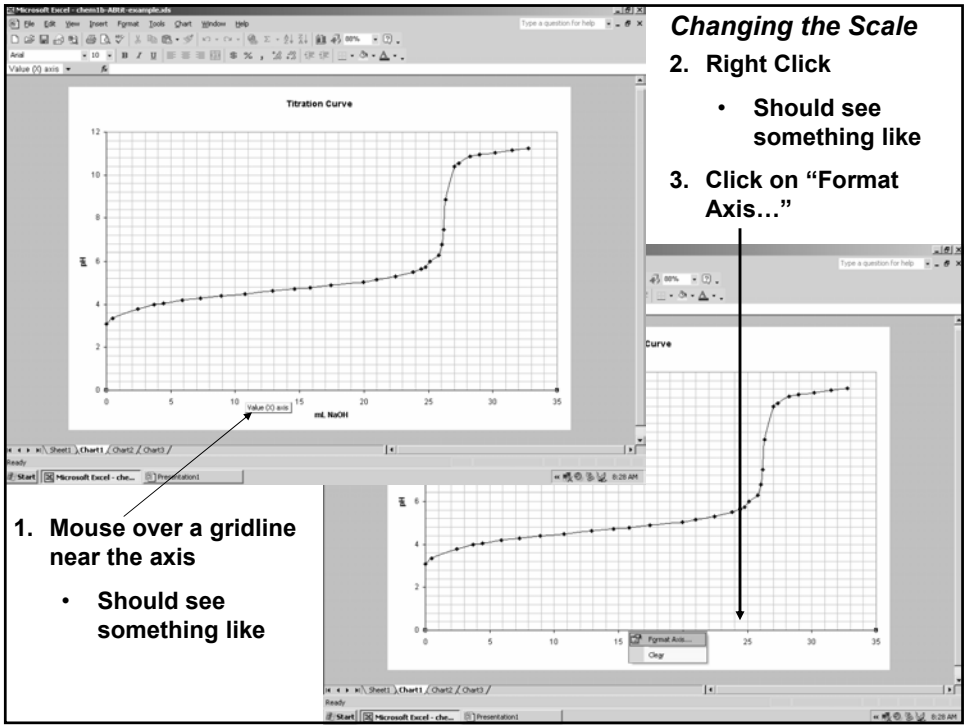 Microsoft Excel - chem1b-ABtit-example.xls
File Edit View Insert Format Tools Chart Window Help
Type a question for help
88%
Arial 10
Value (X) axis
Titration Curve
12
10
8
6
4
2
0
pH
0 5 10 15 20 25 30 35
Value (X) axis
mL NaOH
Sheet1 Chart1 Chart2 Chart3
Ready
Start Microsoft Excel - che... Presentation1 8:28 AM
1. Mouse over a gridline
near the axis
• Should see
something like
Changing the Scale
2. Right Click
• Should see
something like
3. Click on “Format
Axis…”
Type a question for help
88%
Curve
6
4
2
0
pH
0 5 10 15 25 30 35
Format Axis...
Clear
Sheet1 Chart1 Chart2 Chart3
Ready
Start Microsoft Excel - che... Presentation1 8:28 AM